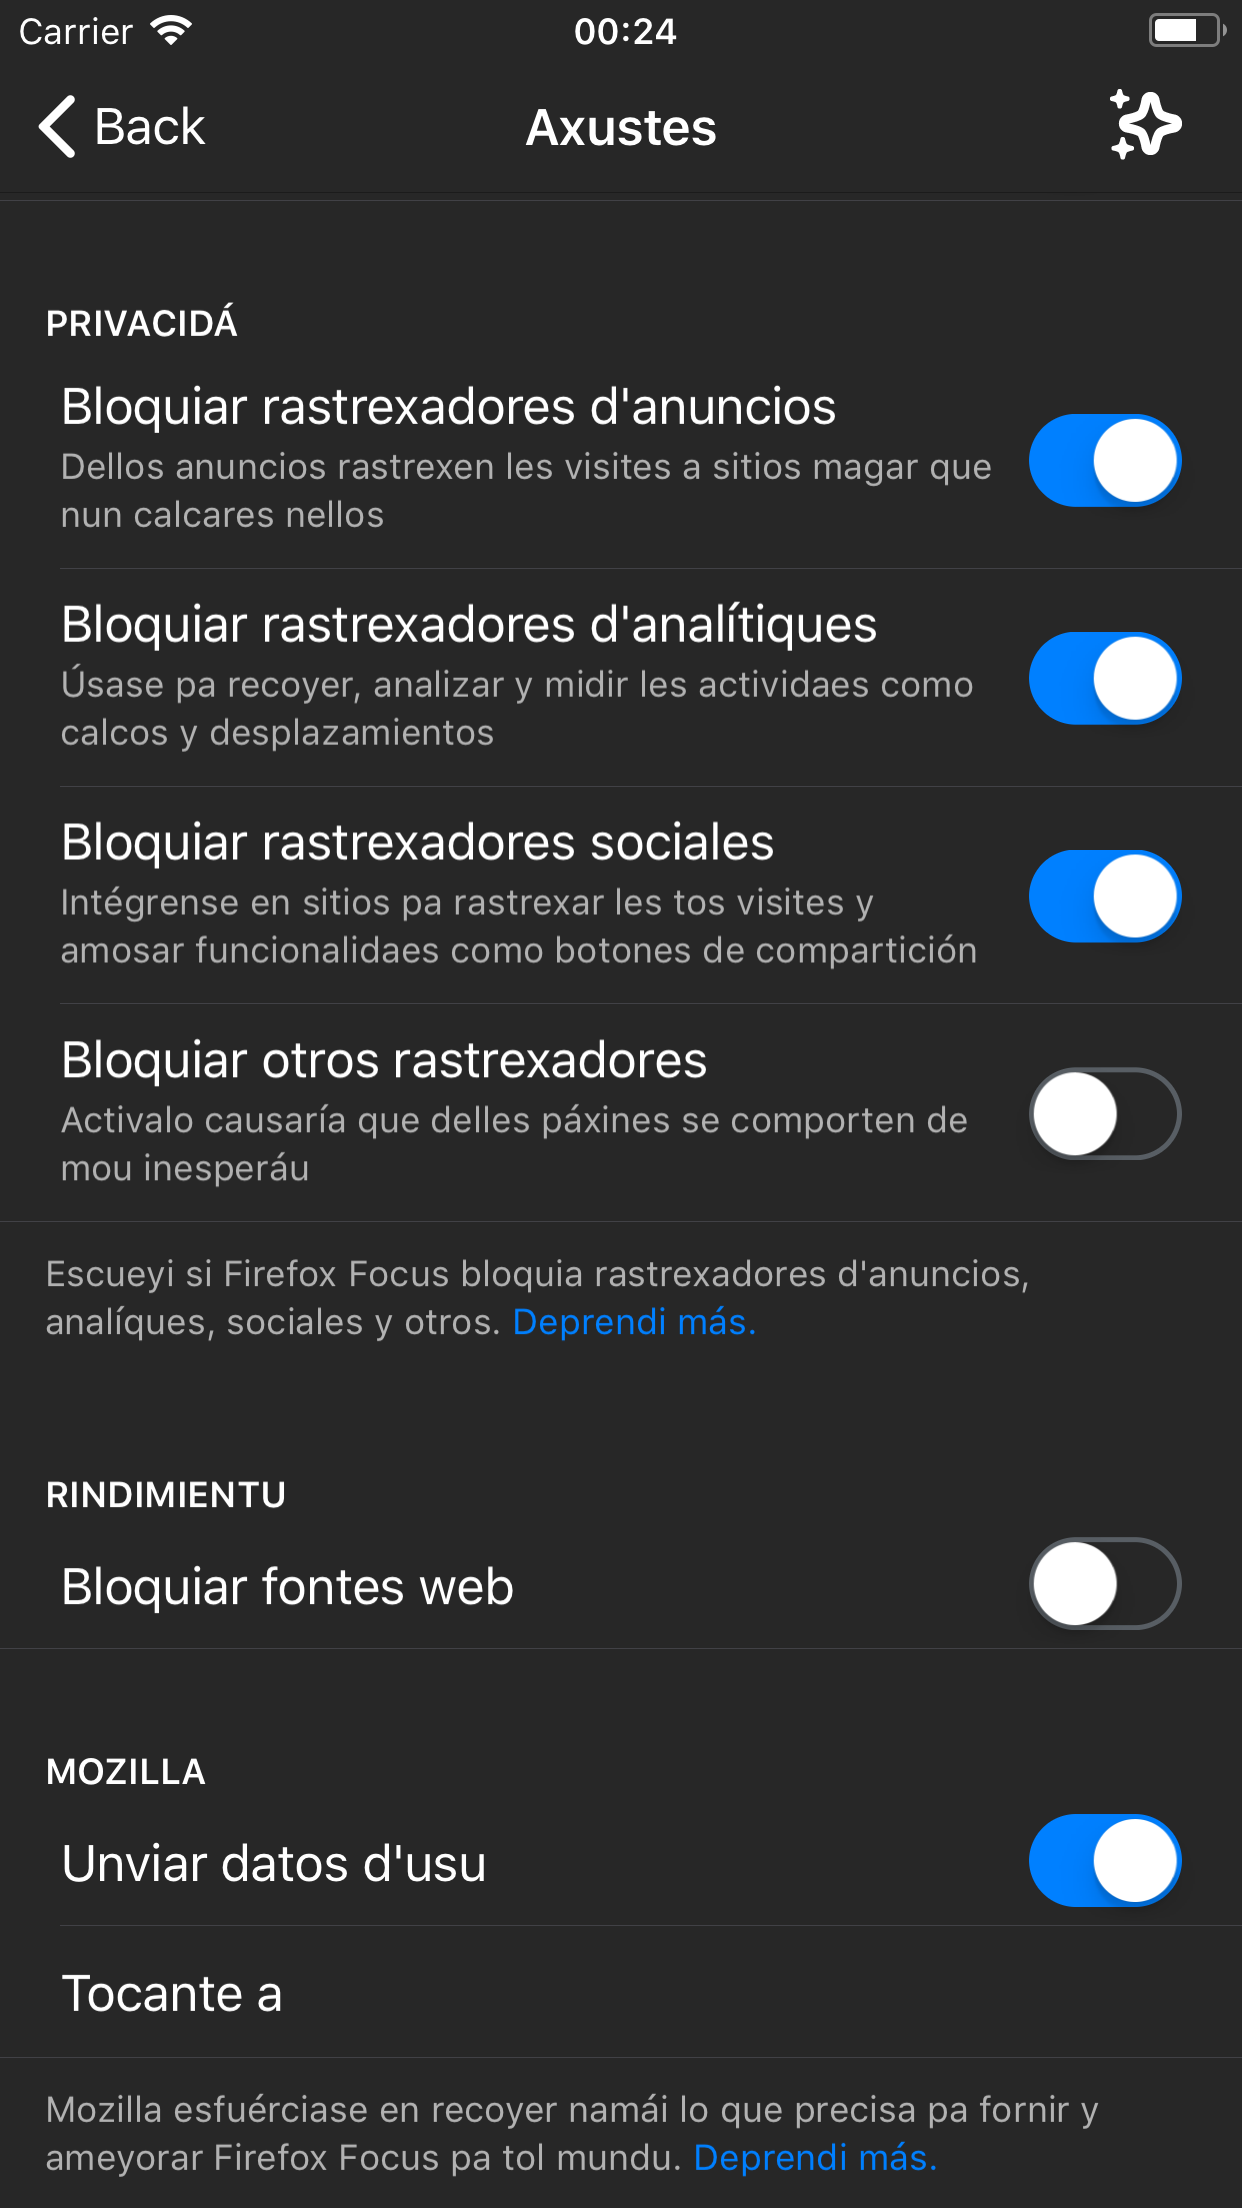 Carrier
00:24
Back
Axustes
PRIVACIDÁ
Bloquiar rastrexadores d'anuncios
Dellos anuncios rastrexen les visites a sitios magar que
nun calcares nellos
Bloquiar rastrexadores d'analítiques
Úsase pa recoyer, analizar y midir les actividaes como
calcos y desplazamientos
Bloquiar rastrexadores sociales
Intégrense en sitios pa rastrexar les tos visites y
amosar funcionalidaes como botones de compartición
Bloquiar otros rastrexadores
Activalo causaría que delles páxines se comporten de
mou inesperáu
Escueyi si Firefox Focus bloquia rastrexadores d'anuncios,
analíques, sociales y otros. Deprendi más.
RINDIMIENTU
Bloquiar fontes web
MOZILLA
Unviar datos d'usu
Tocante a
Mozilla esfuérciase en recoyer namái lo que precisa pa fornir y
ameyorar Firefox Focus pa tol mundu. Deprendi más.